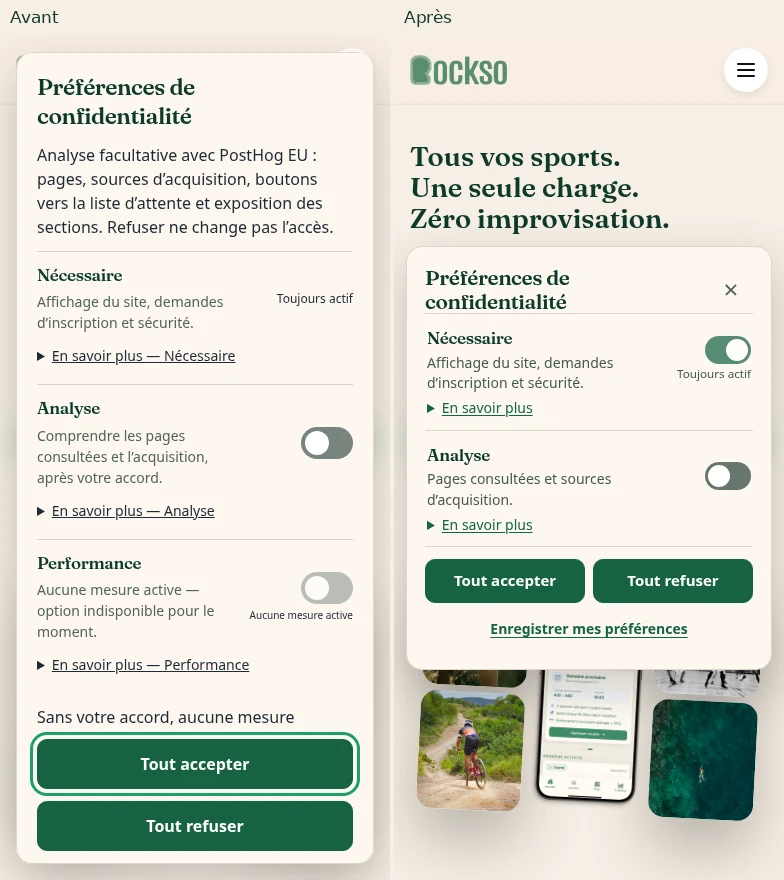 Avant
Préférences de
confidentialité
Analyse facultative avec PostHog EU :
pages, sources d’acquisition, boutons
vers la liste d’attente et exposition des
sections. Refuser ne change pas l’accès.
Nécessaire
Affichage du site, demandes
d’inscription et sécurité.
Toujours actif
En savoir plus — Nécessaire
Analyse
Comprendre les pages
consultées et l’acquisition,
après votre accord.
En savoir plus — Analyse
Performance
Aucune mesure active —
option indisponible pour le
moment.
Aucune mesure active
En savoir plus — Performance
Sans votre accord, aucune mesure
Tout accepter
Tout refuser
Après
ROCKSO
Tous vos sports.
Une seule charge.
Zéro improvisation.
Préférences de
confidentialité
Nécessaire
Affichage du site, demandes
d’inscription et sécurité.
Toujours actif
En savoir plus
Analyse
Pages consultées et sources
d’acquisition.
En savoir plus
Tout accepter
Tout refuser
Enregistrer mes préférences
Semaine prochaine